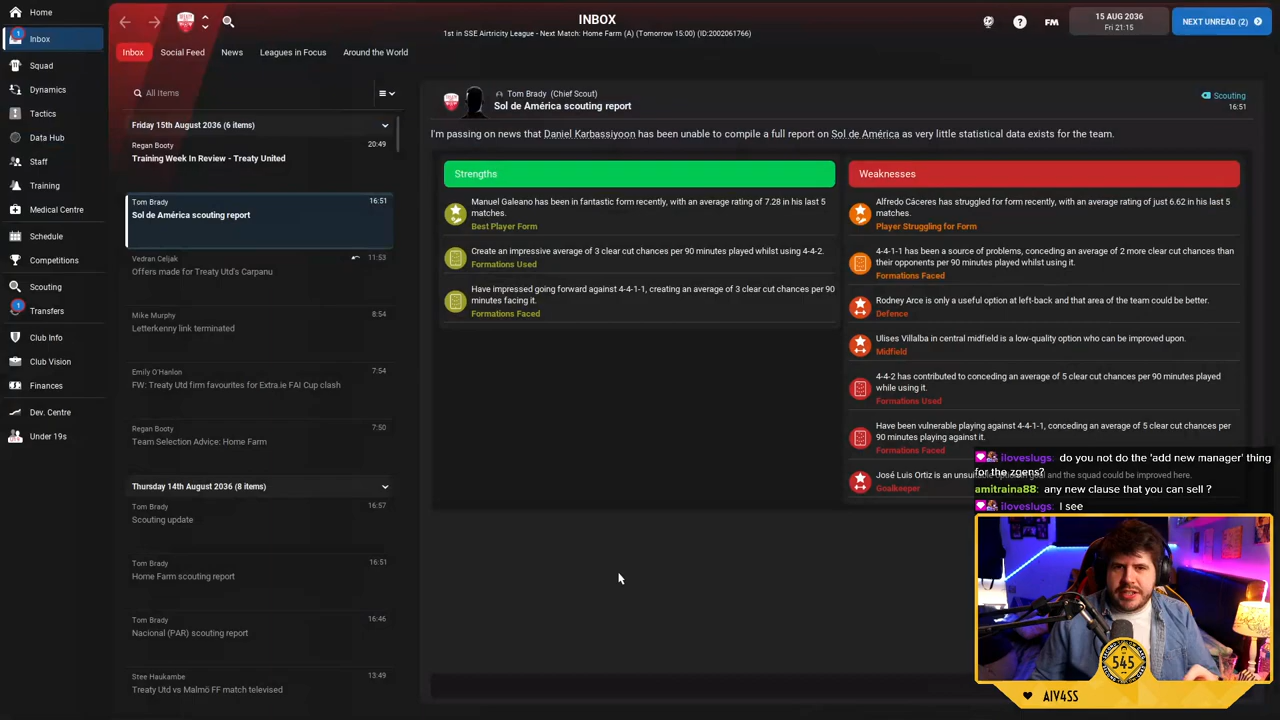 Home
Inbox
Squad
Dynamics
Tactics
Data Hub
Staff
Training
Medical Centre
Schedule
Competitions
Scouting
Transfers
Club Info
Club Vision
Finances
Dev. Centre
Under 19s
1
1
INBOX
1st in SSE Airtricity League - Next Match: Home Farm (A) (Tomorrow 15:00) (ID:2002061766)
FM
15 AUG 2036
Fri 21:15
NEXT UNREAD (2)
Inbox
Social Feed
News
Leagues in Focus
Around the World
All Items
Friday 15th August 2036 (6 items)
Regan Booty 20:49
Training Week In Review - Treaty United
Tom Brady 16:51
Sol de América scouting report
Vedran Celjak 11:53
Offers made for Treaty Utd's Carpanu
Mike Murphy 8:54
Letterkenny link terminated
Emily O'Hanlon 7:54
FW: Treaty Utd firm favourites for Extra.ie FAI Cup clash
Regan Booty 7:50
Team Selection Advice: Home Farm
Thursday 14th August 2036 (8 items)
Tom Brady 16:57
Scouting update
Tom Brady 16:51
Home Farm scouting report
Tom Brady 16:46
Nacional (PAR) scouting report
Stee Haukambe 13:49
Treaty Utd vs Malmö FF match televised
Tom Brady (Chief Scout)
Sol de América scouting report
Scouting
16:51
I'm passing on news that Daniel Karbassiyoon has been unable to compile a full report on Sol de América as very little statistical data exists for the team.
Strengths
Manuel Galeano has been in fantastic form recently, with an average rating of 7.28 in his last 5
matches.
Best Player Form
Create an impressive average of 3 clear cut chances per 90 minutes played whilst using 4-4-2.
Formations Used
Have impressed going forward against 4-4-1-1, creating an average of 3 clear cut chances per 90
minutes facing it.
Formations Faced
Weaknesses
Alfredo Cáceres has struggled for form recently, with an average rating of just 6.62 in his last 5
matches.
Player Struggling for Form
4-4-1-1 has been a source of problems, conceding an average of 2 more clear cut chances than
their opponents per 90 minutes played whilst using it.
Formations Faced
Rodney Arce is only a useful option at left-back and that area of the team could be better.
Defence
Ulises Villalba in central midfield is a low-quality option who can be improved upon.
Midfield
4-4-2 has contributed to conceding an average of 5 clear cut chances per 90 minutes played
while using it.
Formations Used
Have been vulnerable playing against 4-4-1-1, conceding an average of 5 clear cut chances per
90 minutes playing against it.
Formations Faced
José Luis Ortiz is an goal and the squad could be improved here.
Goalkeeper
iloveslugs: do you not do the 'add new manager' thing
for the zgens?
amitraina88: any new clause that you can sell ?
iloveslugs: I see
545
AIV4SS